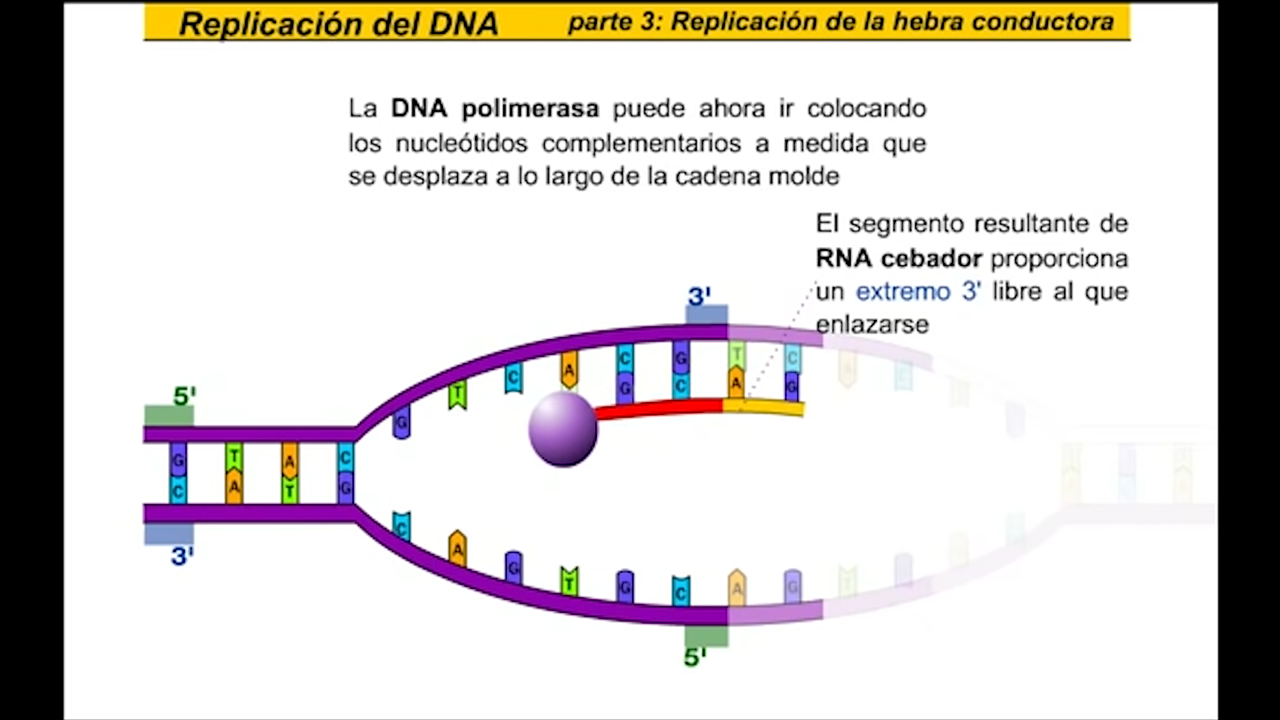 Replicación del DNA
parte 3: Replicación de la hebra conductora
La DNA polimerasa puede ahora ir colocando
los nucleótidos complementarios a medida que
se desplaza a lo largo de la cadena molde
El segmento resultante de
RNA cebador proporciona
un extremo 3' libre al que
enlazarse
3'
5'
G T C A C G T C A C
G C A G
G T A C
C A T G
3'
C A G T G C A G T
5'